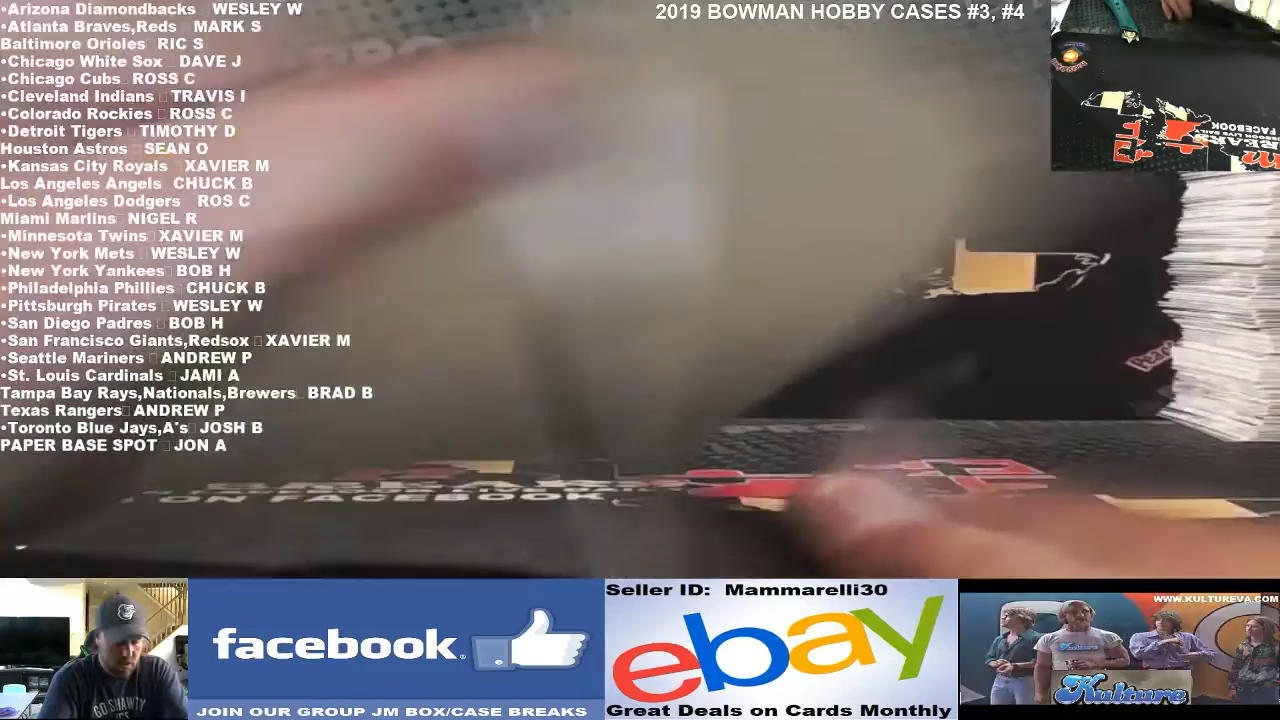 •Arizona Diamondbacks WESLEY W
•Atlanta Braves,Reds MARK S
Baltimore Orioles RIC S
•Chicago White Sox DAVE J
•Chicago Cubs ROSS C
•Cleveland Indians TRAVIS I
•Colorado Rockies ROSS C
•Detroit Tigers TIMOTHY D
Houston Astros SEAN O
•Kansas City Royals XAVIER M
Los Angeles Angels CHUCK B
•Los Angeles Dodgers ROS C
Miami Marlins NIGEL R
•Minnesota Twins XAVIER M
•New York Mets WESLEY W
•New York Yankees BOB H
•Philadelphia Phillies CHUCK B
•Pittsburgh Pirates WESLEY W
•San Diego Padres BOB H
•San Francisco Giants,Redsox XAVIER M
•Seattle Mariners ANDREW P
•St. Louis Cardinals JAMI A
Tampa Bay Rays,Nationals,Brewers BRAD B
Texas Rangers ANDREW P
•Toronto Blue Jays,A's JOSH B
PAPER BASE SPOT JON A
2019 BOWMAN HOBBY CASES #3, #4
FACEBOOK
ON FACEBOOK
GO SHAWTY
facebook.
JOIN OUR GROUP JM BOX/CASE BREAKS
Seller ID: Mammarelli30
ebay
Great Deals on Cards Monthly
WWW.KULTUREVA.COM
Kulture